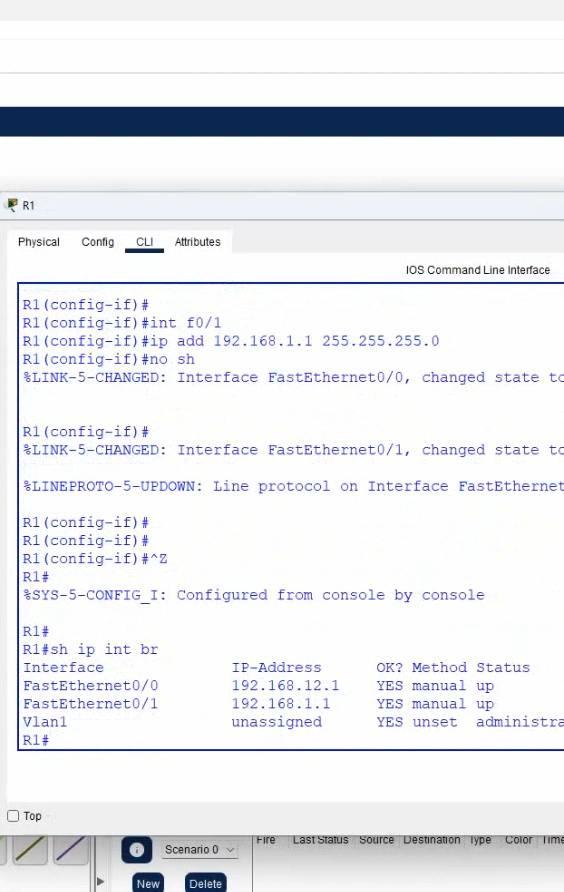 R1
Physical Config CLI Attributes
IOS Command Line Interface
R1(config-if)#
R1(config-if)#int f0/1
R1(config-if)#ip add 192.168.1.1 255.255.255.0
R1(config-if)#no sh
%LINK-5-CHANGED: Interface FastEthernet0/0, changed state to
R1(config-if)#
%LINK-5-CHANGED: Interface FastEthernet0/1, changed state to
%LINEPROTO-5-UPDOWN: Line protocol on Interface FastEthernet
R1(config-if)#
R1(config-if)#
R1(config-if)#^Z
R1#
%SYS-5-CONFIG_I: Configured from console by console
R1#
R1#sh ip int br
Interface IP-Address OK? Method Status
FastEthernet0/0 192.168.12.1 YES manual up
FastEthernet0/1 192.168.1.1 YES manual up
Vlan1 unassigned YES unset administra
R1#
Top
Fire Last Status Source Destination Type Color Time
Scenario 0
New Delete